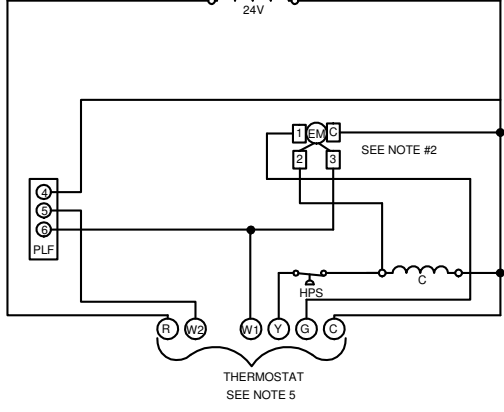 24V
1 EM C
SEE NOTE #2
2 3
4
5
6
PLF
C
HPS
R W2 W1 Y G C
THERMOSTAT
SEE NOTE 5